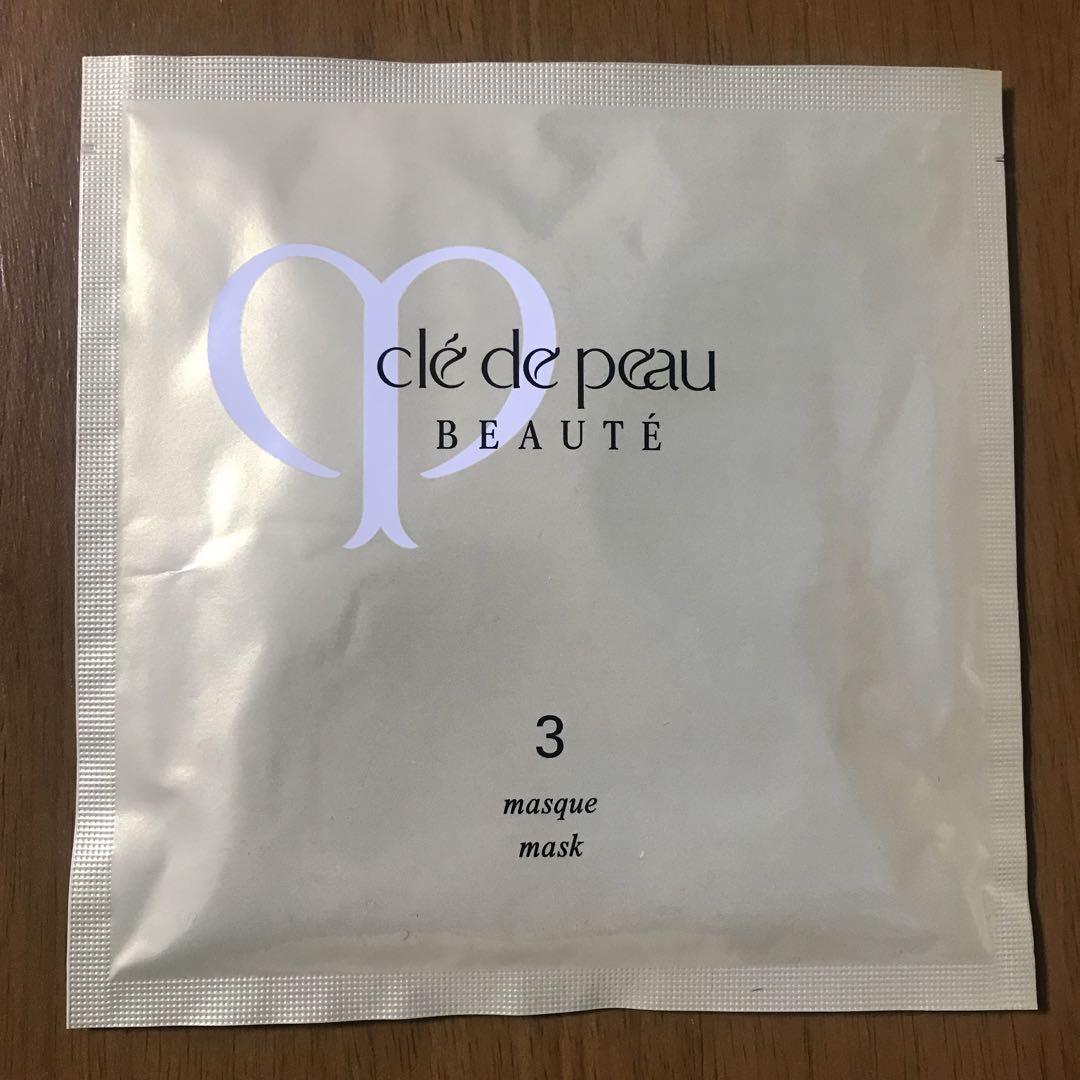 clé de peau
BEAUTÉ
3
masque
mask